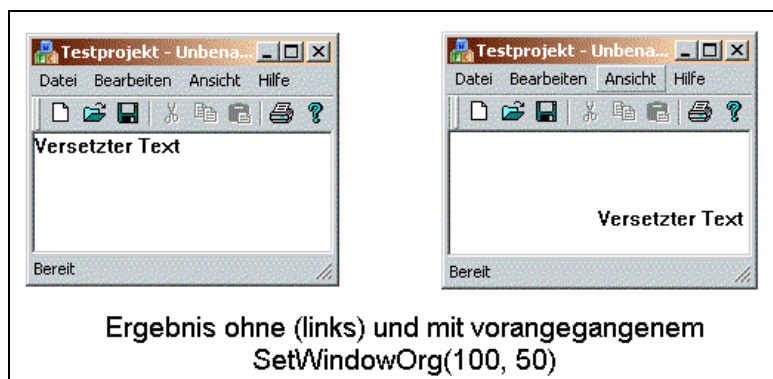 Testprojekt - Unbena...
Datei Bearbeiten Ansicht Hilfe
Versetzter Text
Bereit
Testprojekt - Unbena...
Datei Bearbeiten Ansicht Hilfe
Versetzter Text
Bereit
Ergebnis ohne (links) und mit vorangegangenem
SetWindowOrg(100, 50)